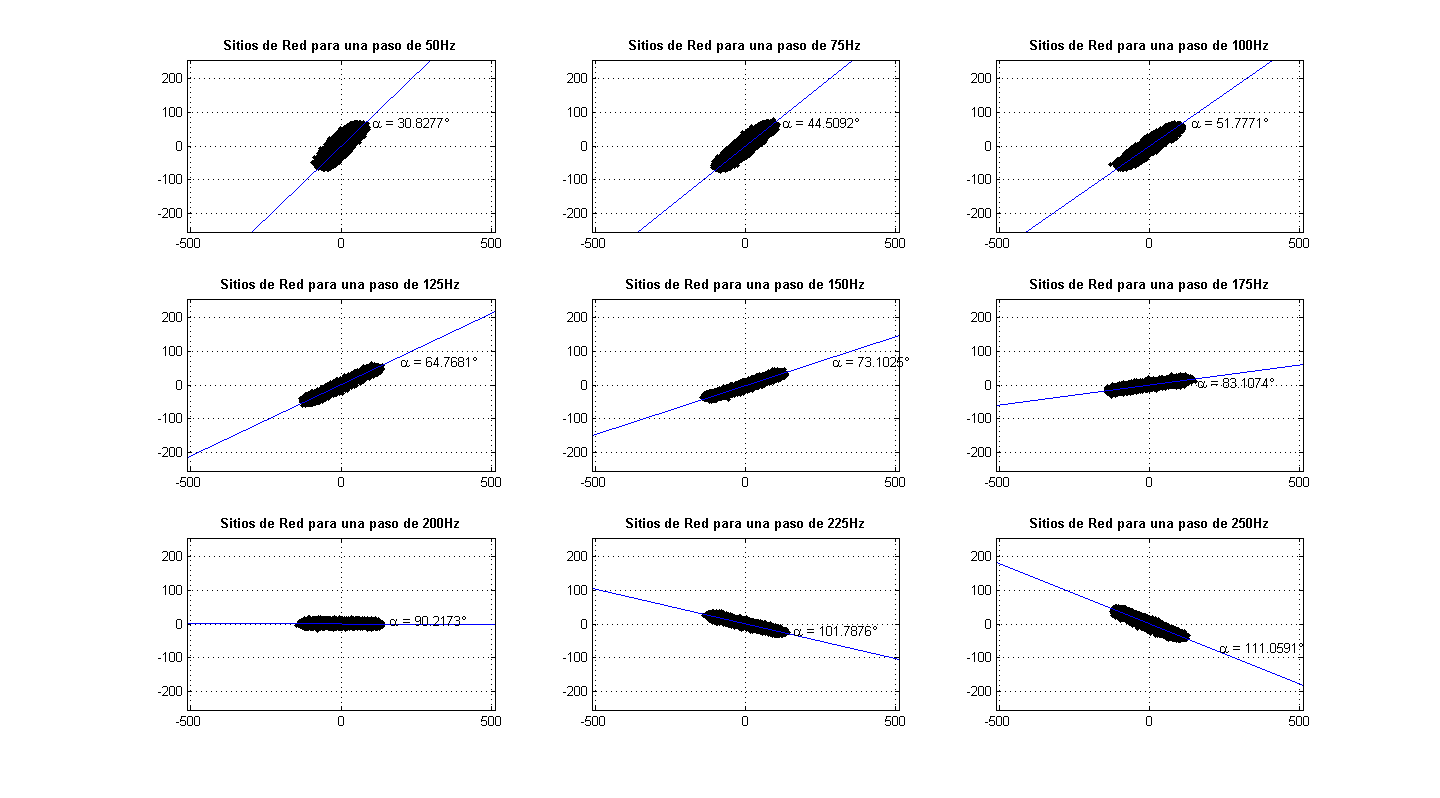 Sitios de Red para una paso de 50Hz
200
100
0
-100
-200
-500 0 500
α = 30.8277°
Sitios de Red para una paso de 75Hz
200
100
0
-100
-200
-500 0 500
α = 44.5092°
Sitios de Red para una paso de 100Hz
200
100
0
-100
-200
-500 0 500
α = 51.7771°
Sitios de Red para una paso de 125Hz
200
100
0
-100
-200
-500 0 500
α = 64.7681°
Sitios de Red para una paso de 150Hz
200
100
0
-100
-200
-500 0 500
α = 73.1025°
Sitios de Red para una paso de 175Hz
200
100
0
-100
-200
-500 0 500
α = 83.1074°
Sitios de Red para una paso de 200Hz
200
100
0
-100
-200
-500 0 500
α = 90.2173°
Sitios de Red para una paso de 225Hz
200
100
0
-100
-200
-500 0 500
α = 101.7876°
Sitios de Red para una paso de 250Hz
200
100
0
-100
-200
-500 0 500
α = 111.0591°